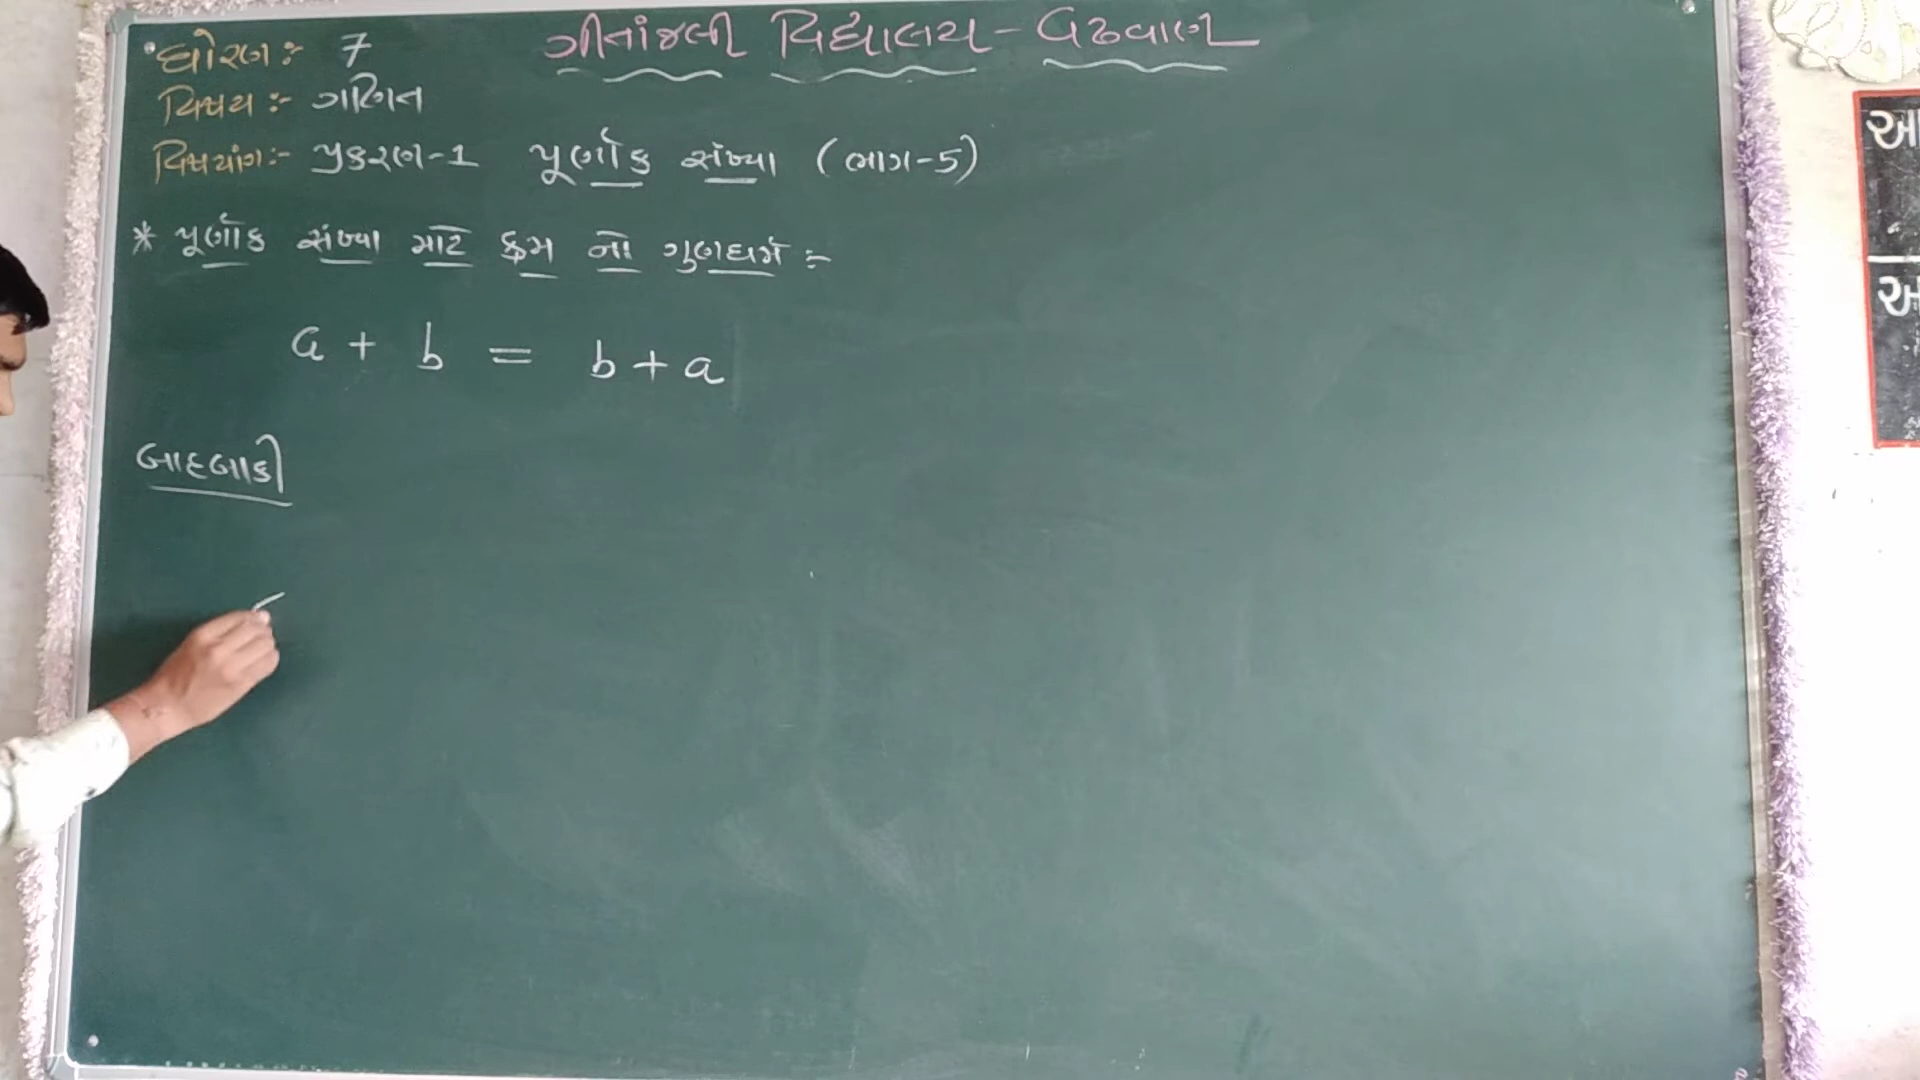 ગીતાંજલી વિદ્યાલય - વઢવાણ
ધોરણ :- 7
વિષય :- ગણિત
વિષયાંગ :- પ્રકરણ-1 પૂર્ણાંક સંખ્યા (ભાગ-5)
* પૂર્ણાંક સંખ્યા માટે ક્રમ નો ગુણધર્મ :-
a + b = b + a
બાદબાકી